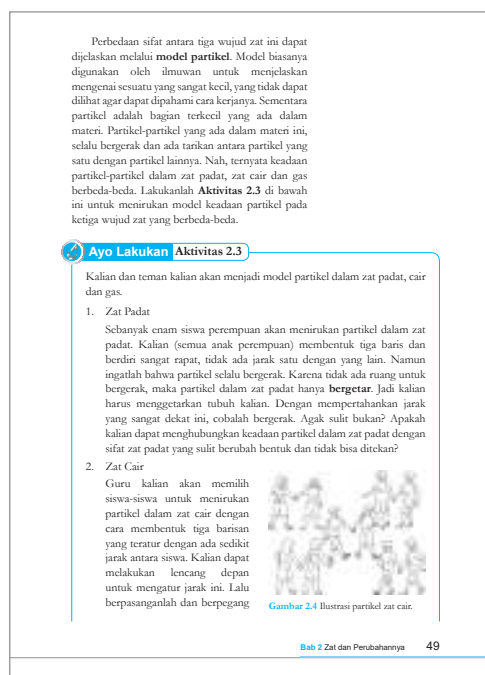 Perbedaan sifat antara tiga wujud zat ini dapat
dijelaskan melalui model partikel. Model biasanya
digunakan oleh ilmuwan untuk menjelaskan
mengenai sesuatu yang sangat kecil, yang tidak dapat
dilihat agar dapat dipahami cara kerjanya. Sementara
partikel adalah bagian terkecil yang ada dalam
materi. Partikel-partikel yang ada dalam materi ini,
selalu bergerak dan ada tarikan antara partikel yang
satu dengan partikel lainnya. Nah, ternyata keadaan
partikel-partikel dalam zat padat, zat cair dan gas
berbeda-beda. Lakukanlah Aktivitas 2.3 di bawah
ini untuk menirukan model keadaan partikel pada
ketiga wujud zat yang berbeda-beda.
Ayo Lakukan Aktivitas 2.3
Kalian dan teman kalian akan menjadi model partikel dalam zat padat, cair
dan gas.
1. Zat Padat
Sebanyak enam siswa perempuan akan menirukan partikel dalam zat
padat. Kalian (semua anak perempuan) membentuk tiga baris dan
berdiri sangat rapat, tidak ada jarak satu dengan yang lain. Namun
ingatlah bahwa partikel selalu bergerak. Karena tidak ada ruang untuk
bergerak, maka partikel dalam zat padat hanya bergetar. Jadi kalian
harus menggetarkan tubuh kalian. Dengan mempertahankan jarak
yang sangat dekat ini, cobalah bergerak. Agak sulit bukan? Apakah
kalian dapat menghubungkan keadaan partikel dalam zat padat dengan
sifat zat padat yang sulit berubah bentuk dan tidak bisa ditekan?
2. Zat Cair
Guru kalian akan memilih
siswa-siswa untuk menirukan
partikel dalam zat cair dengan
cara membentuk tiga barisan
yang teratur dengan ada sedikit
jarak antara siswa. Kalian dapat
melakukan lencang depan
untuk mengatur jarak ini. Lalu
berpasanganlah dan berpegang
Gambar 2.4 Ilustrasi partikel zat cair.
Bab 2 Zat dan Perubahannya 49